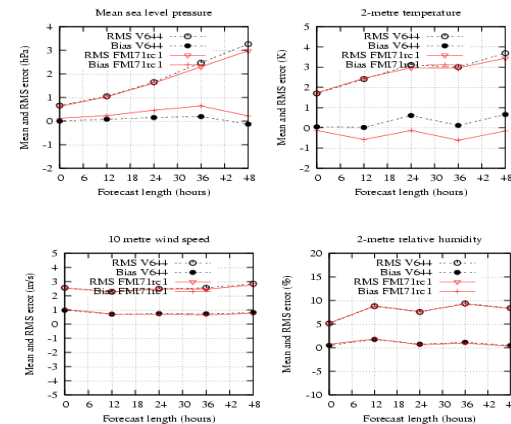 Mean sea level pressure
Mean and RMS error (hPa)
4
3
2
1
0
-1
-2
RMS V644
Bias V644
RMS FMI71rc1
Bias FMI71rc1
0 6 12 18 24 30 36 42 48
Forecast length (hours)
2-metre temperature
Mean and RMS error (K)
5
4
3
2
1
0
-1
-2
RMS V644
Bias V644
RMS FMI71rc1
Bias FMI71rc1
0 6 12 18 24 30 36 42 48
Forecast length (hours)
10 metre wind speed
Mean and RMS error (m/s)
5
4
3
2
1
0
-1
-2
-3
-4
-5
RMS V644
Bias V644
RMS FMI71rc1
Bias FMI71rc1
0 6 12 18 24 30 36 42 48
Forecast length (hours)
2-metre relative humidity
Mean and RMS error (%)
20
15
10
5
0
-5
-10
RMS V644
Bias V644
RMS FMI71rc1
Bias FMI71rc1
0 6 12 18 24 30 36 42 48
Forecast length (hours)